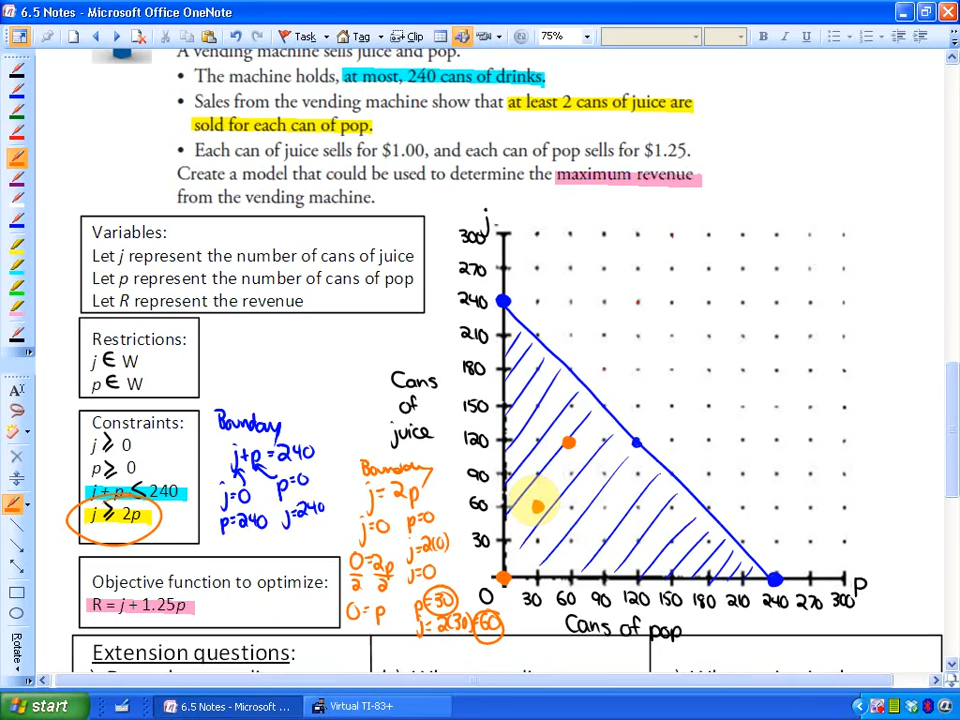 6.5 Notes - Microsoft Office OneNote
Task
Tag
Clip
75%
B
I
U
A vending machine sells juice and pop.
• The machine holds, at most, 240 cans of drinks.
• Sales from the vending machine show that at least 2 cans of juice are
sold for each can of pop.
• Each can of juice sells for $1.00, and each can of pop sells for $1.25.
Create a model that could be used to determine the maximum revenue
from the vending machine.
Variables:
Let j represent the number of cans of juice
Let p represent the number of cans of pop
Let R represent the revenue
Restrictions:
j ∈ W
p ∈ W
Constraints:
j ≥ 0
p ≥ 0
j + p ≤ 240
j ≥ 2p
Objective function to optimize:
R = j + 1.25p
Boundary
j+p = 240
j=0
p=240
p=0
j=240
Boundary
j = 2p
j=0
0=2p
2 2
0 = p
p=0
j=2(0)
j=0
p=30
j=2(30)=60
Cans
of
juice
j
300
270
240
210
180
150
120
90
60
30
0
30 60 90 120 150 180 210 240 270 300 p
Cans of pop
Extension questions:
Rotate
start
6.5 Notes - Microsoft ...
Virtual TI-83+